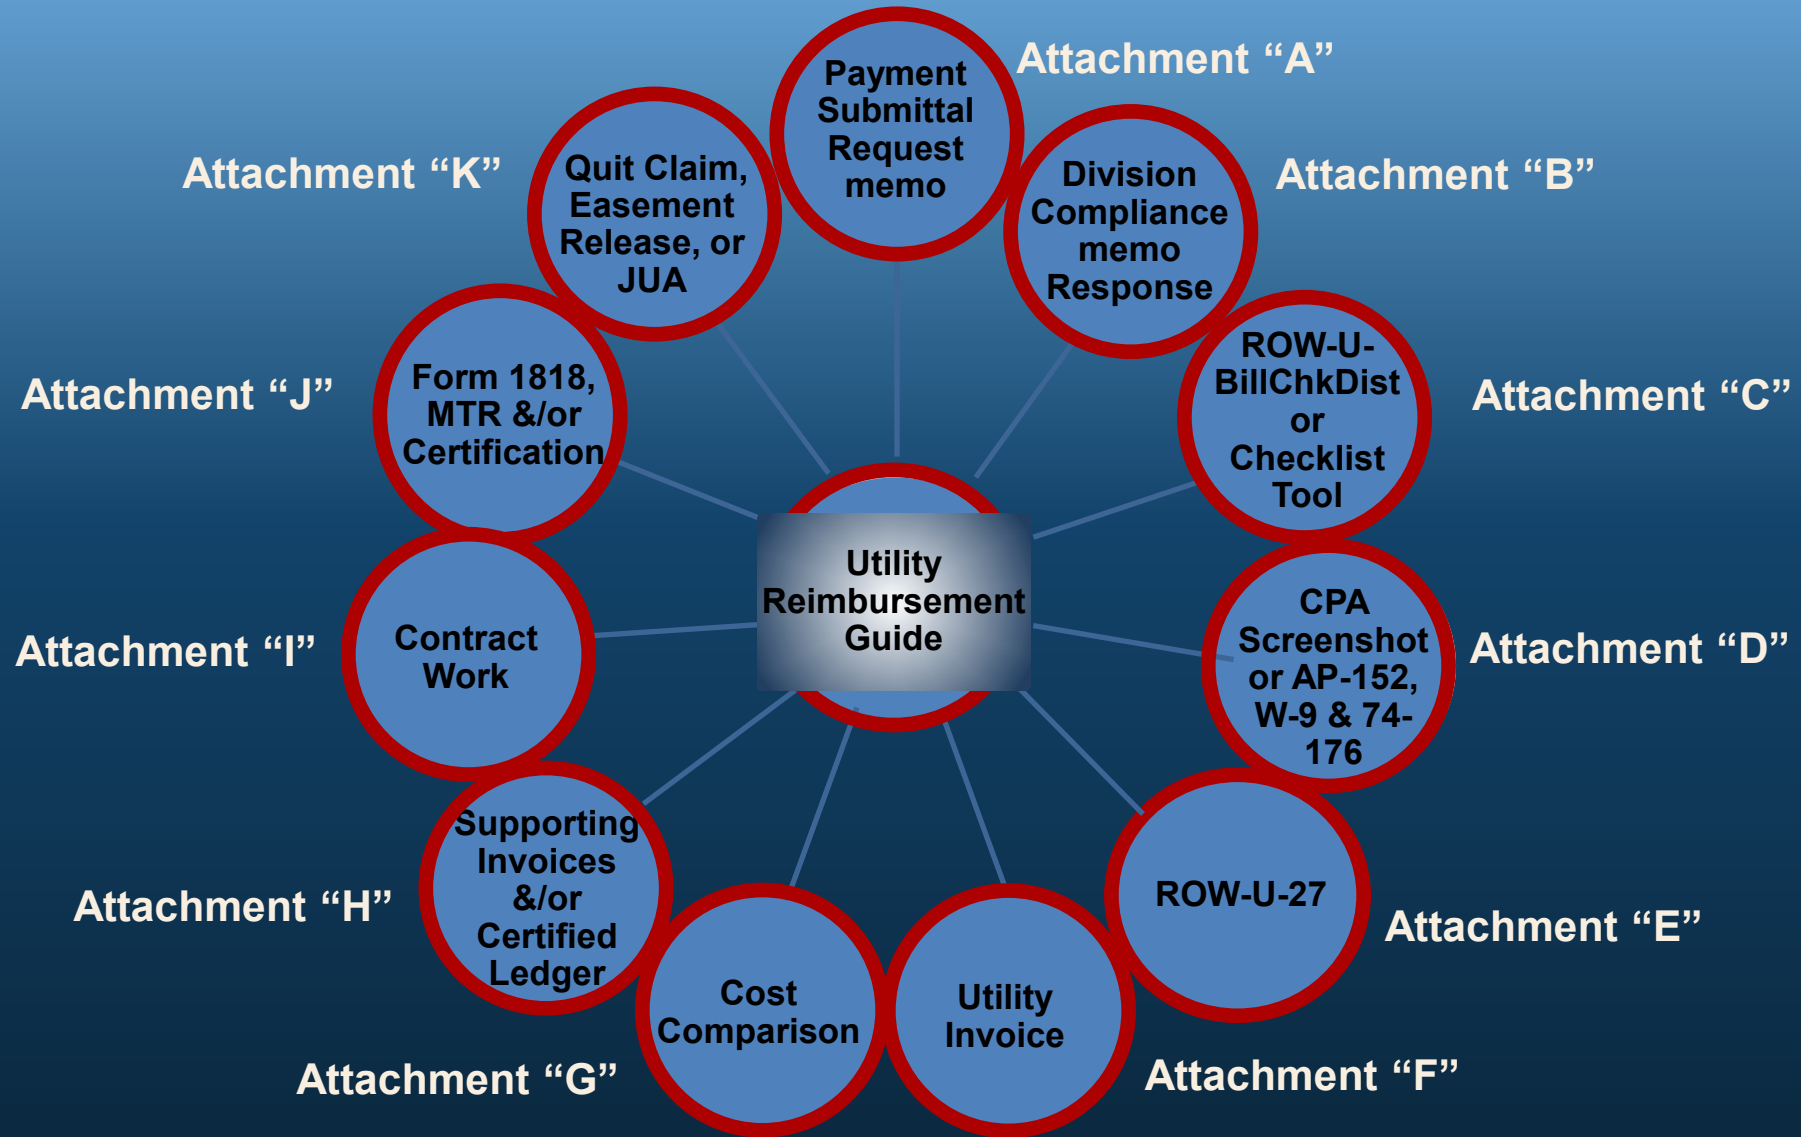 Attachment “A”
Payment
Submittal
Request
memo
Attachment “B”
Division
Compliance
memo
Response
Attachment “C”
ROW-U-
BillChkDist
or
Checklist
Tool
Attachment “D”
CPA
Screenshot
or AP-152,
W-9 & 74-
176
Attachment “E”
ROW-U-27
Attachment “F”
Utility
Invoice
Attachment “G”
Cost
Comparison
Attachment “H”
Supporting
Invoices
&/or
Certified
Ledger
Attachment “I”
Contract
Work
Attachment “J”
Form 1818,
MTR &/or
Certification
Attachment “K”
Quit Claim,
Easement
Release, or
JUA
Utility
Reimbursement
Guide